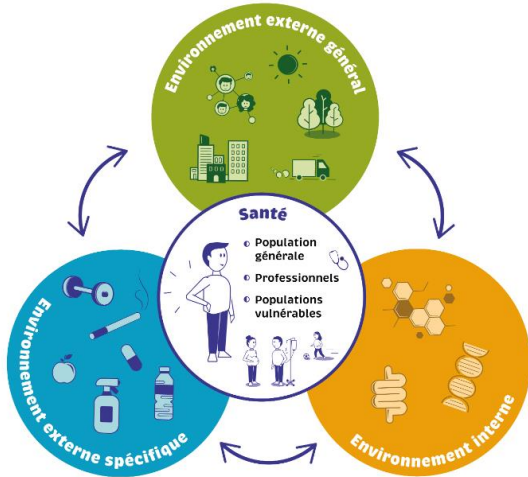 Environnement externe général
Santé
Population
générale
Professionnels
Populations
vulnérables
Environnement externe spécifique
Environnement interne